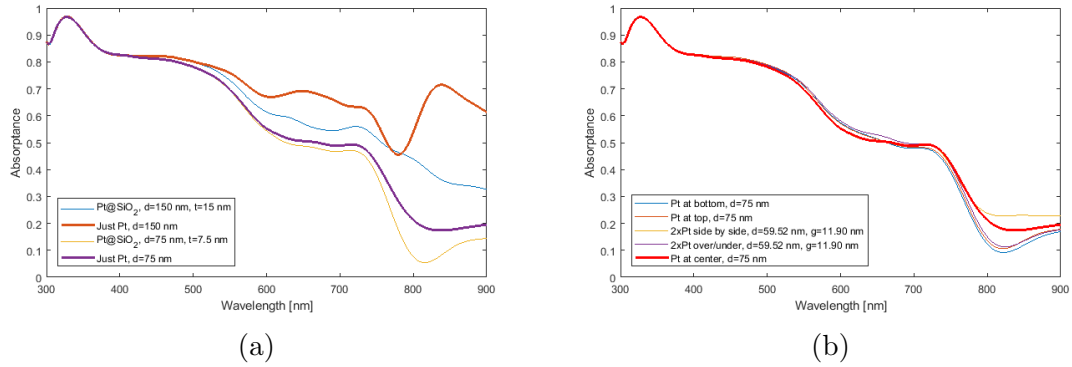 1
0.9
0.8
0.7
0.6
0.5
0.4
0.3
0.2
0.1
0
Absorptance
Pt@SiO2, d=150 nm, t=15 nm
Just Pt, d=150 nm
Pt@SiO2, d=75 nm, t=7.5 nm
Just Pt, d=75 nm
300 400 500 600 700 800 900
Wavelength [nm]
(a)
1
0.9
0.8
0.7
0.6
0.5
0.4
0.3
0.2
0.1
0
Absorptance
Pt at bottom, d=75 nm
Pt at top, d=75 nm
2xPt side by side, d=59.52 nm, g=11.90 nm
2xPt over/under, d=59.52 nm, g=11.90 nm
Pt at center, d=75 nm
300 400 500 600 700 800 900
Wavelength [nm]
(b)